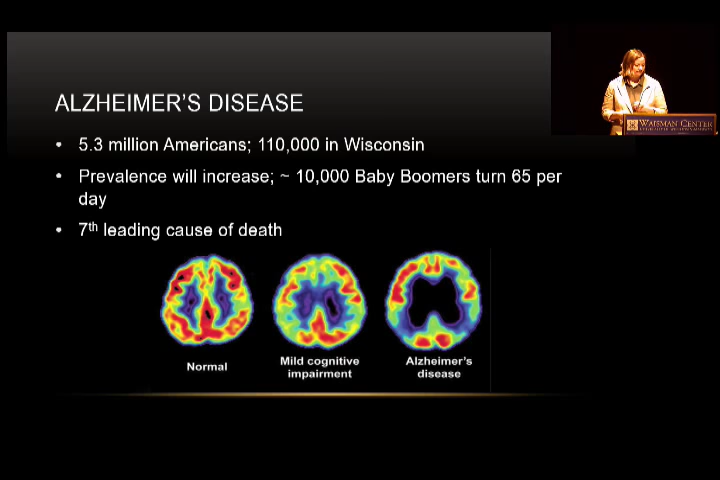 ALZHEIMER'S DISEASE
• 5.3 million Americans; 110,000 in Wisconsin
• Prevalence will increase; ~ 10,000 Baby Boomers turn 65 per
day
• 7th leading cause of death
Normal
Mild cognitive
impairment
Alzheimer's
disease
WAISMAN CENTER